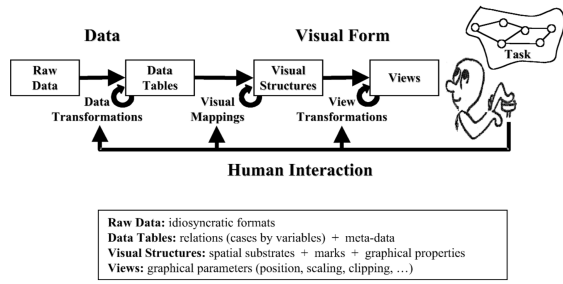 Data
Visual Form
Task
Raw
Data
Data
Tables
Visual
Structures
Views
Data
Transformations
Visual
Mappings
View
Transformations
Human Interaction
Raw Data: idiosyncratic formats
Data Tables: relations (cases by variables) + meta-data
Visual Structures: spatial substrates + marks + graphical properties
Views: graphical parameters (position, scaling, clipping, …)